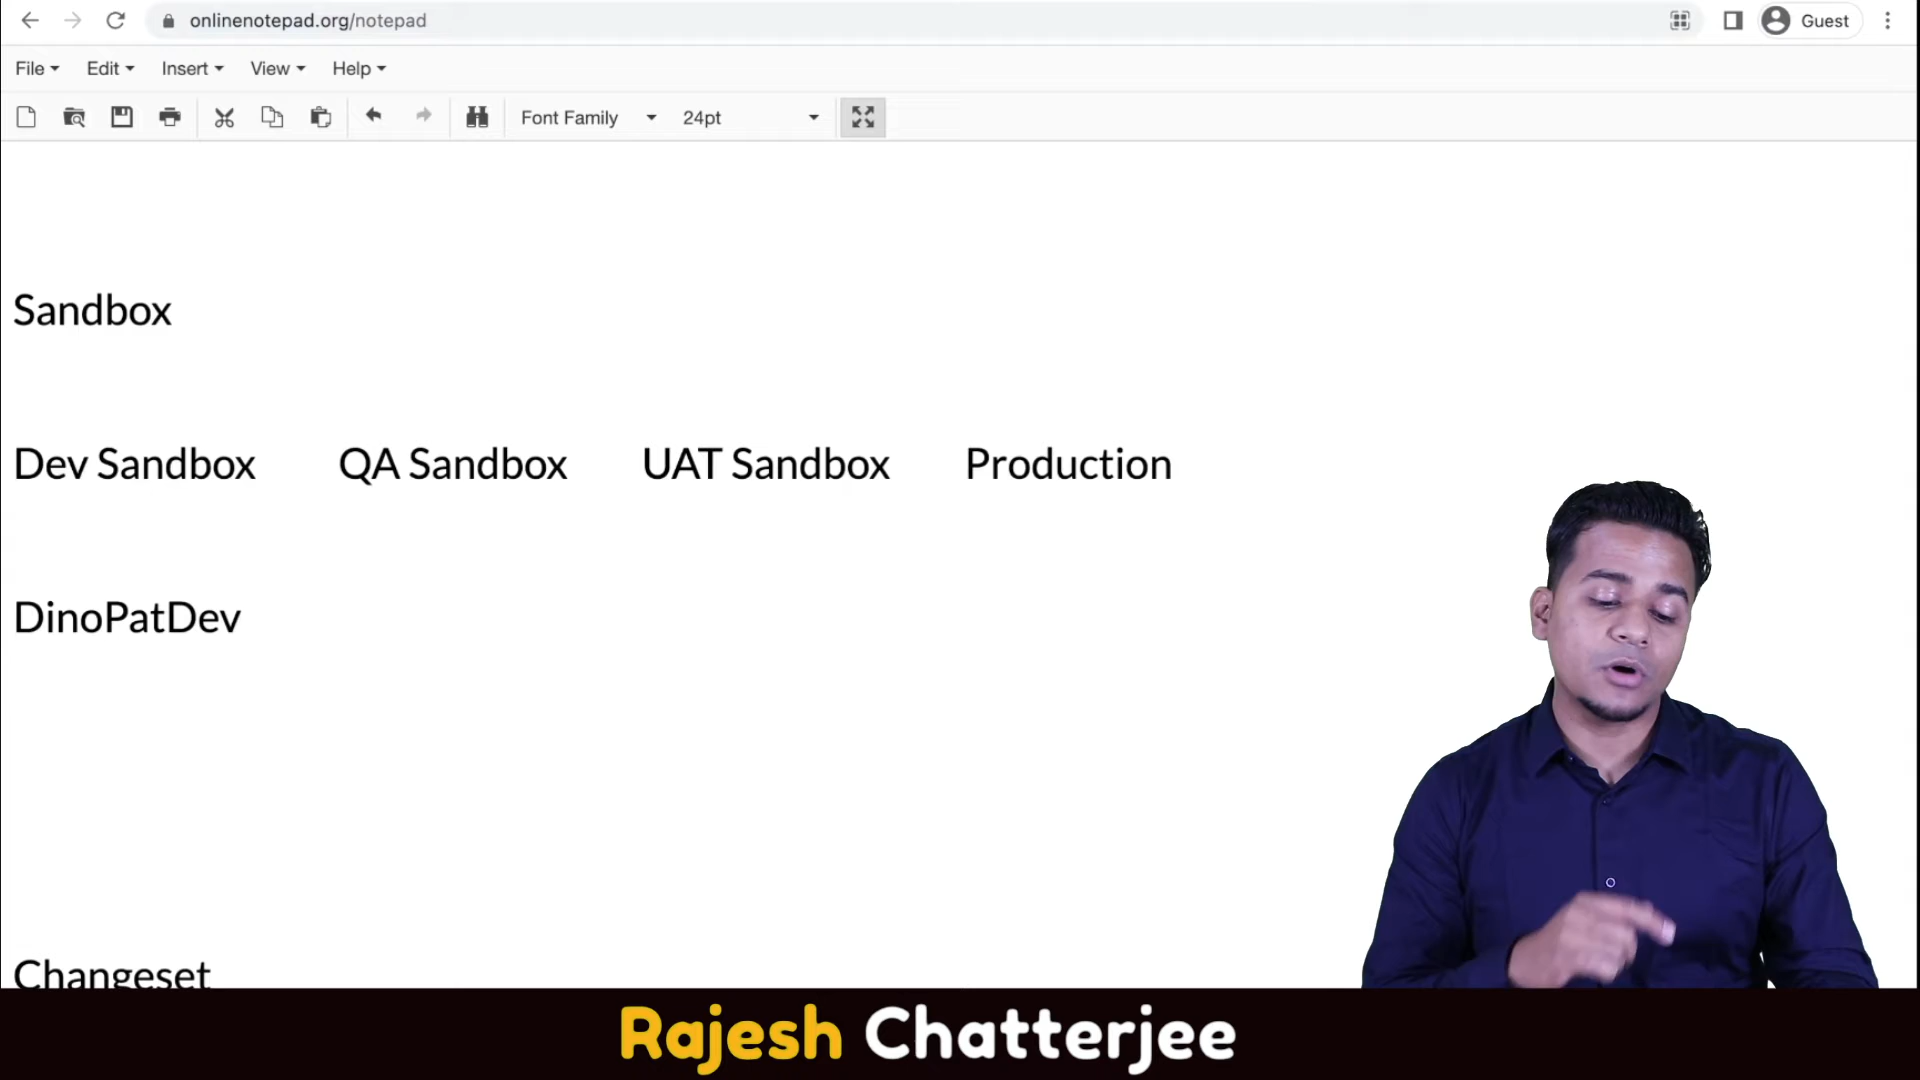 onlinenotepad.org/notepad
Guest
File Edit Insert View Help
Font Family 24pt
Sandbox
Dev Sandbox QA Sandbox UAT Sandbox Production
DinoPatDev
Changeset
Rajesh Chatterjee